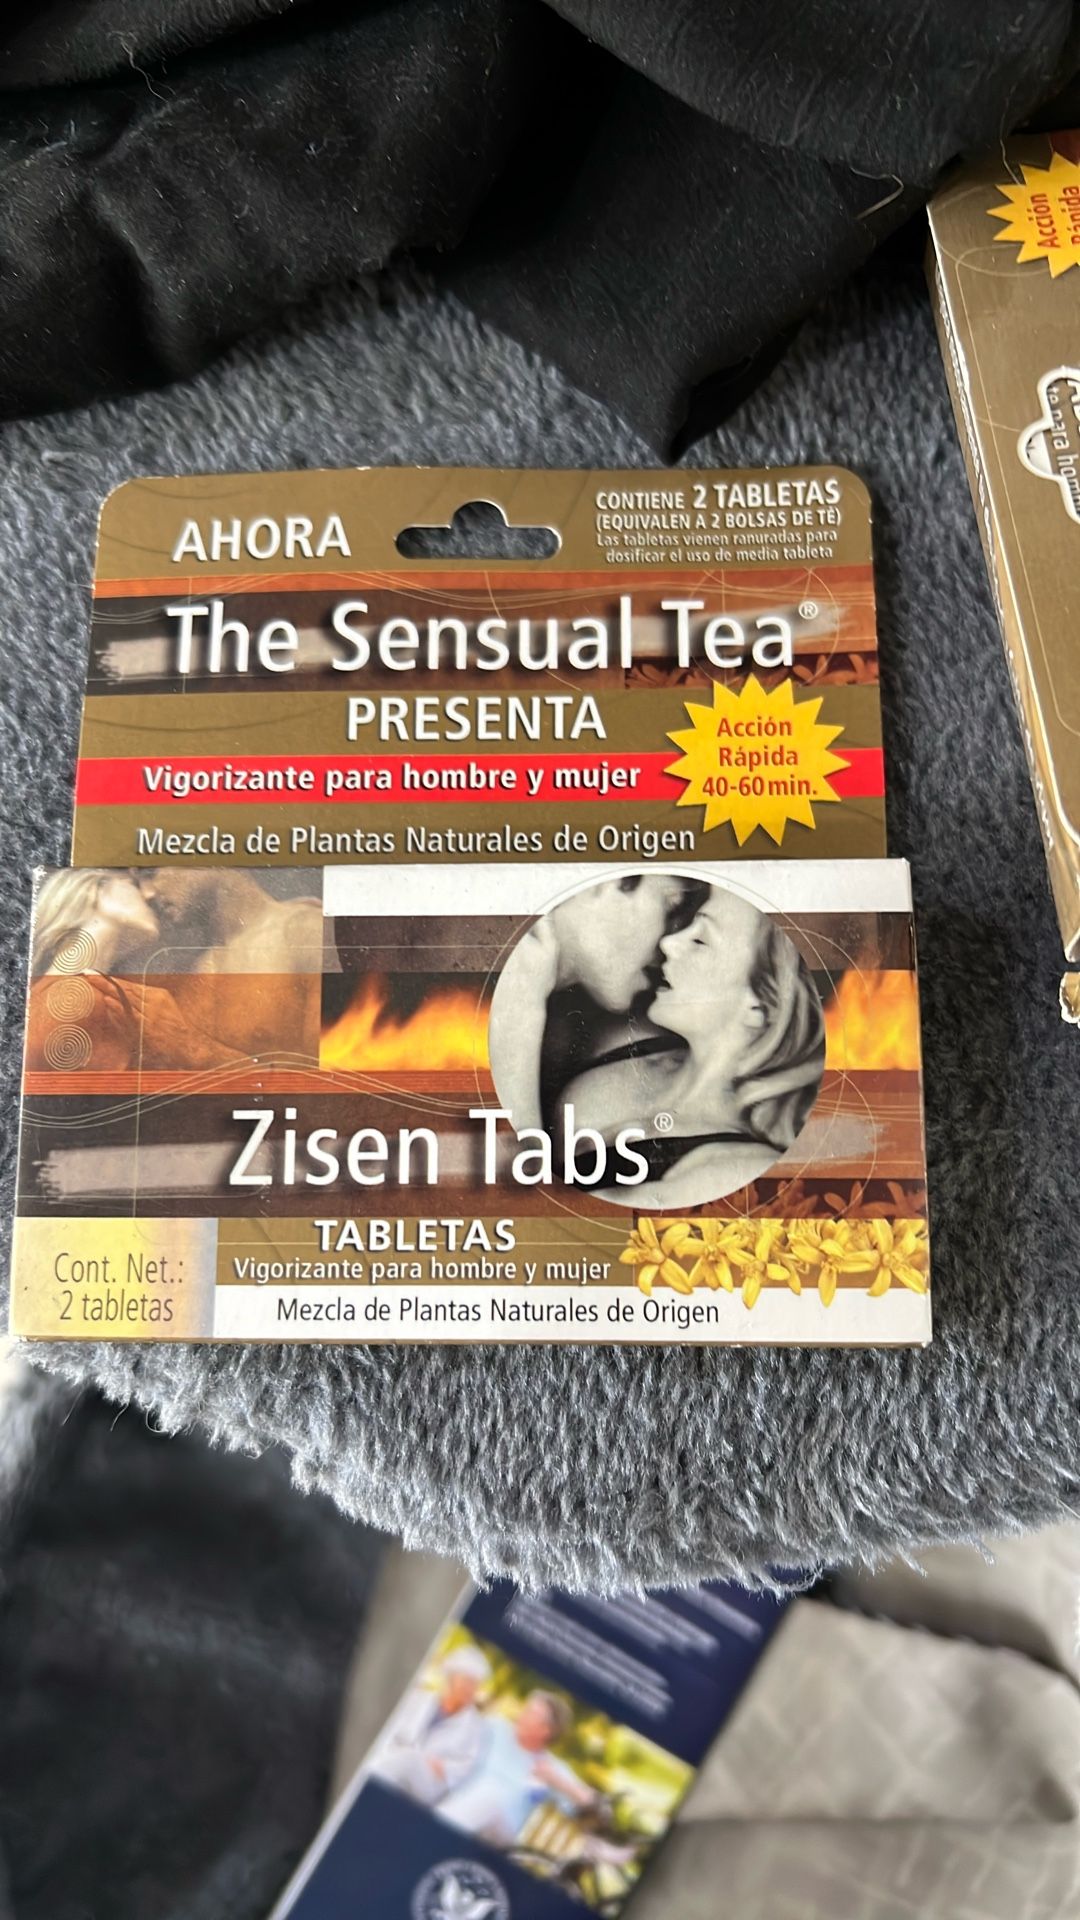 AHORA
CONTIENE 2 TABLETAS
(EQUIVALEN A 2 BOLSAS DE TÉ)
Las tabletas vienen ranuradas para
dosificar el uso de media tableta
The Sensual Tea®
PRESENTA
Vigorizante para hombre y mujer
Acción
Rápida
40-60min.
Mezcla de Plantas Naturales de Origen
Zisen Tabs®
TABLETAS
Vigorizante para hombre y mujer
Cont. Net.:
2 tabletas
Mezcla de Plantas Naturales de Origen
Acción
Rápida